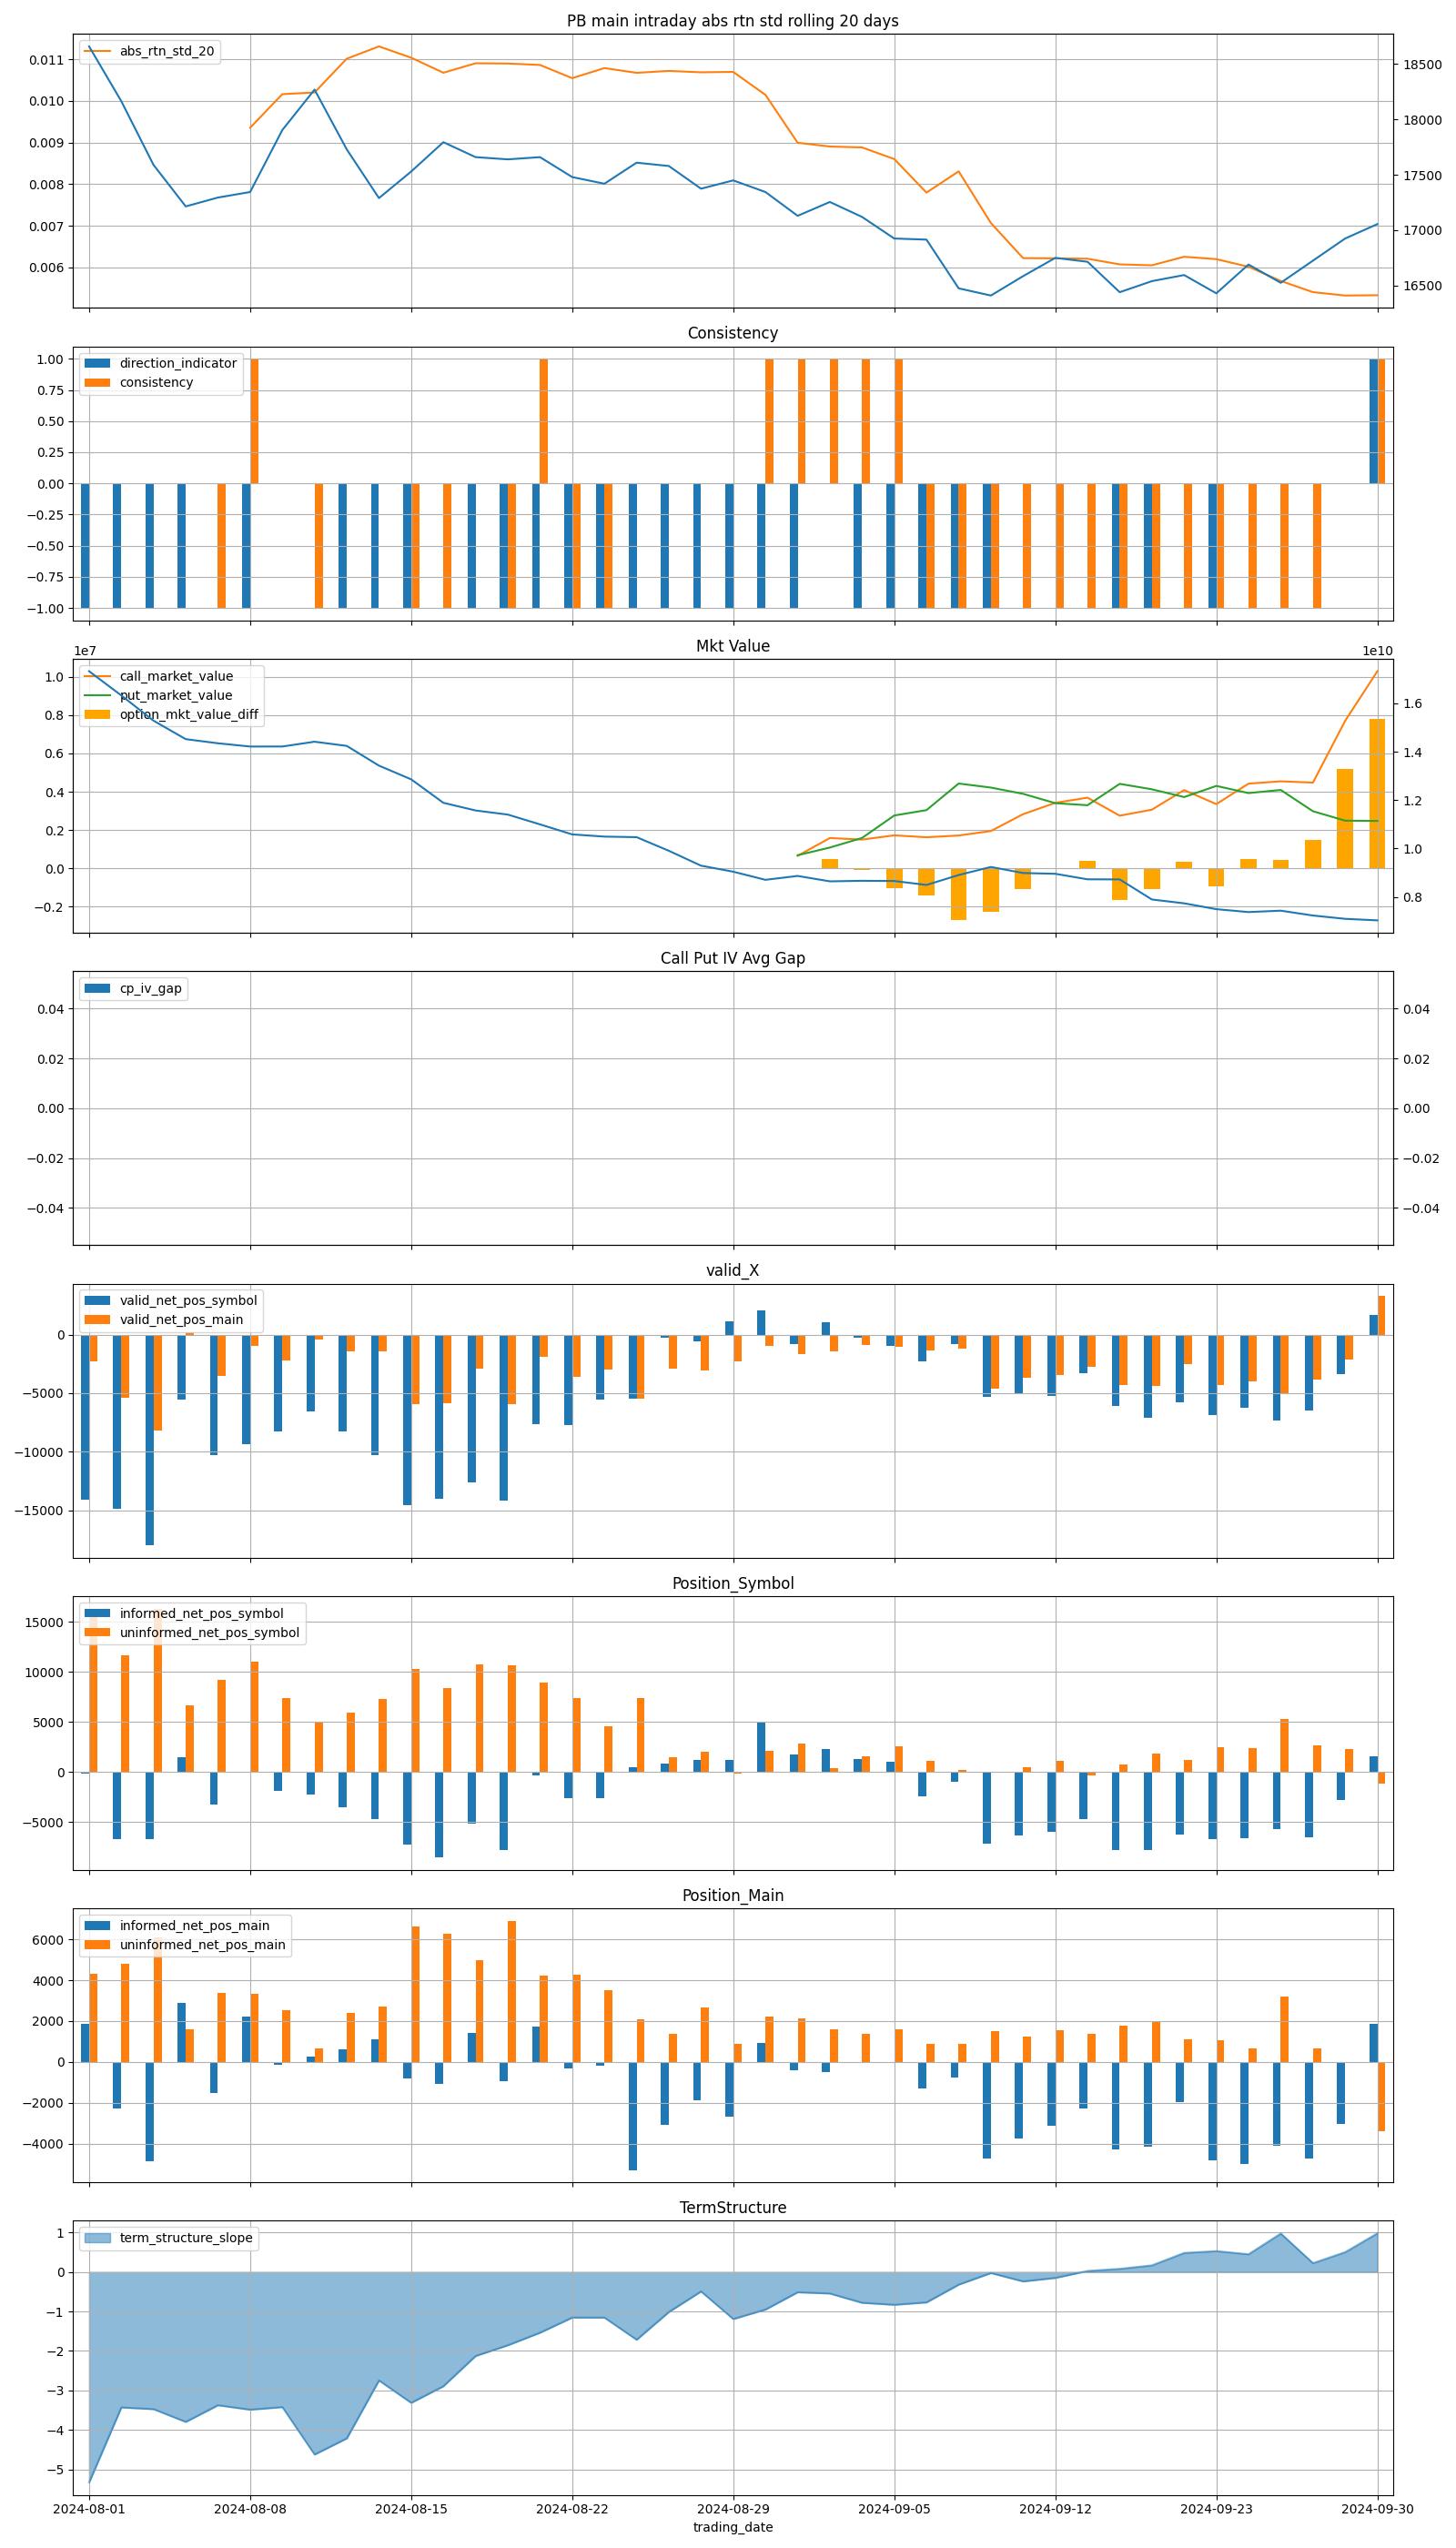 PB main intraday abs rtn std rolling 20 days
abs_rtn_std_20
0.011
0.010
0.009
0.008
0.007
0.006
18500
18000
17500
17000
16500
Consistency
direction_indicator
consistency
1.00
0.75
0.50
0.25
0.00
−0.25
−0.50
−0.75
−1.00
Mkt Value
1e7
1e10
call_market_value
put_market_value
option_mkt_value_diff
1.0
0.8
0.6
0.4
0.2
0.0
−0.2
1.6
1.4
1.2
1.0
0.8
Call Put IV Avg Gap
cp_iv_gap
0.04
0.02
0.00
−0.02
−0.04
0.04
0.02
0.00
−0.02
−0.04
valid_X
valid_net_pos_symbol
valid_net_pos_main
0
−5000
−10000
−15000
Position_Symbol
informed_net_pos_symbol
uninformed_net_pos_symbol
15000
10000
5000
0
−5000
Position_Main
informed_net_pos_main
uninformed_net_pos_main
6000
4000
2000
0
−2000
−4000
TermStructure
term_structure_slope
1
0
−1
−2
−3
−4
−5
2024-08-01 2024-08-08 2024-08-15 2024-08-22 2024-08-29 2024-09-05 2024-09-12 2024-09-23 2024-09-30
trading_date